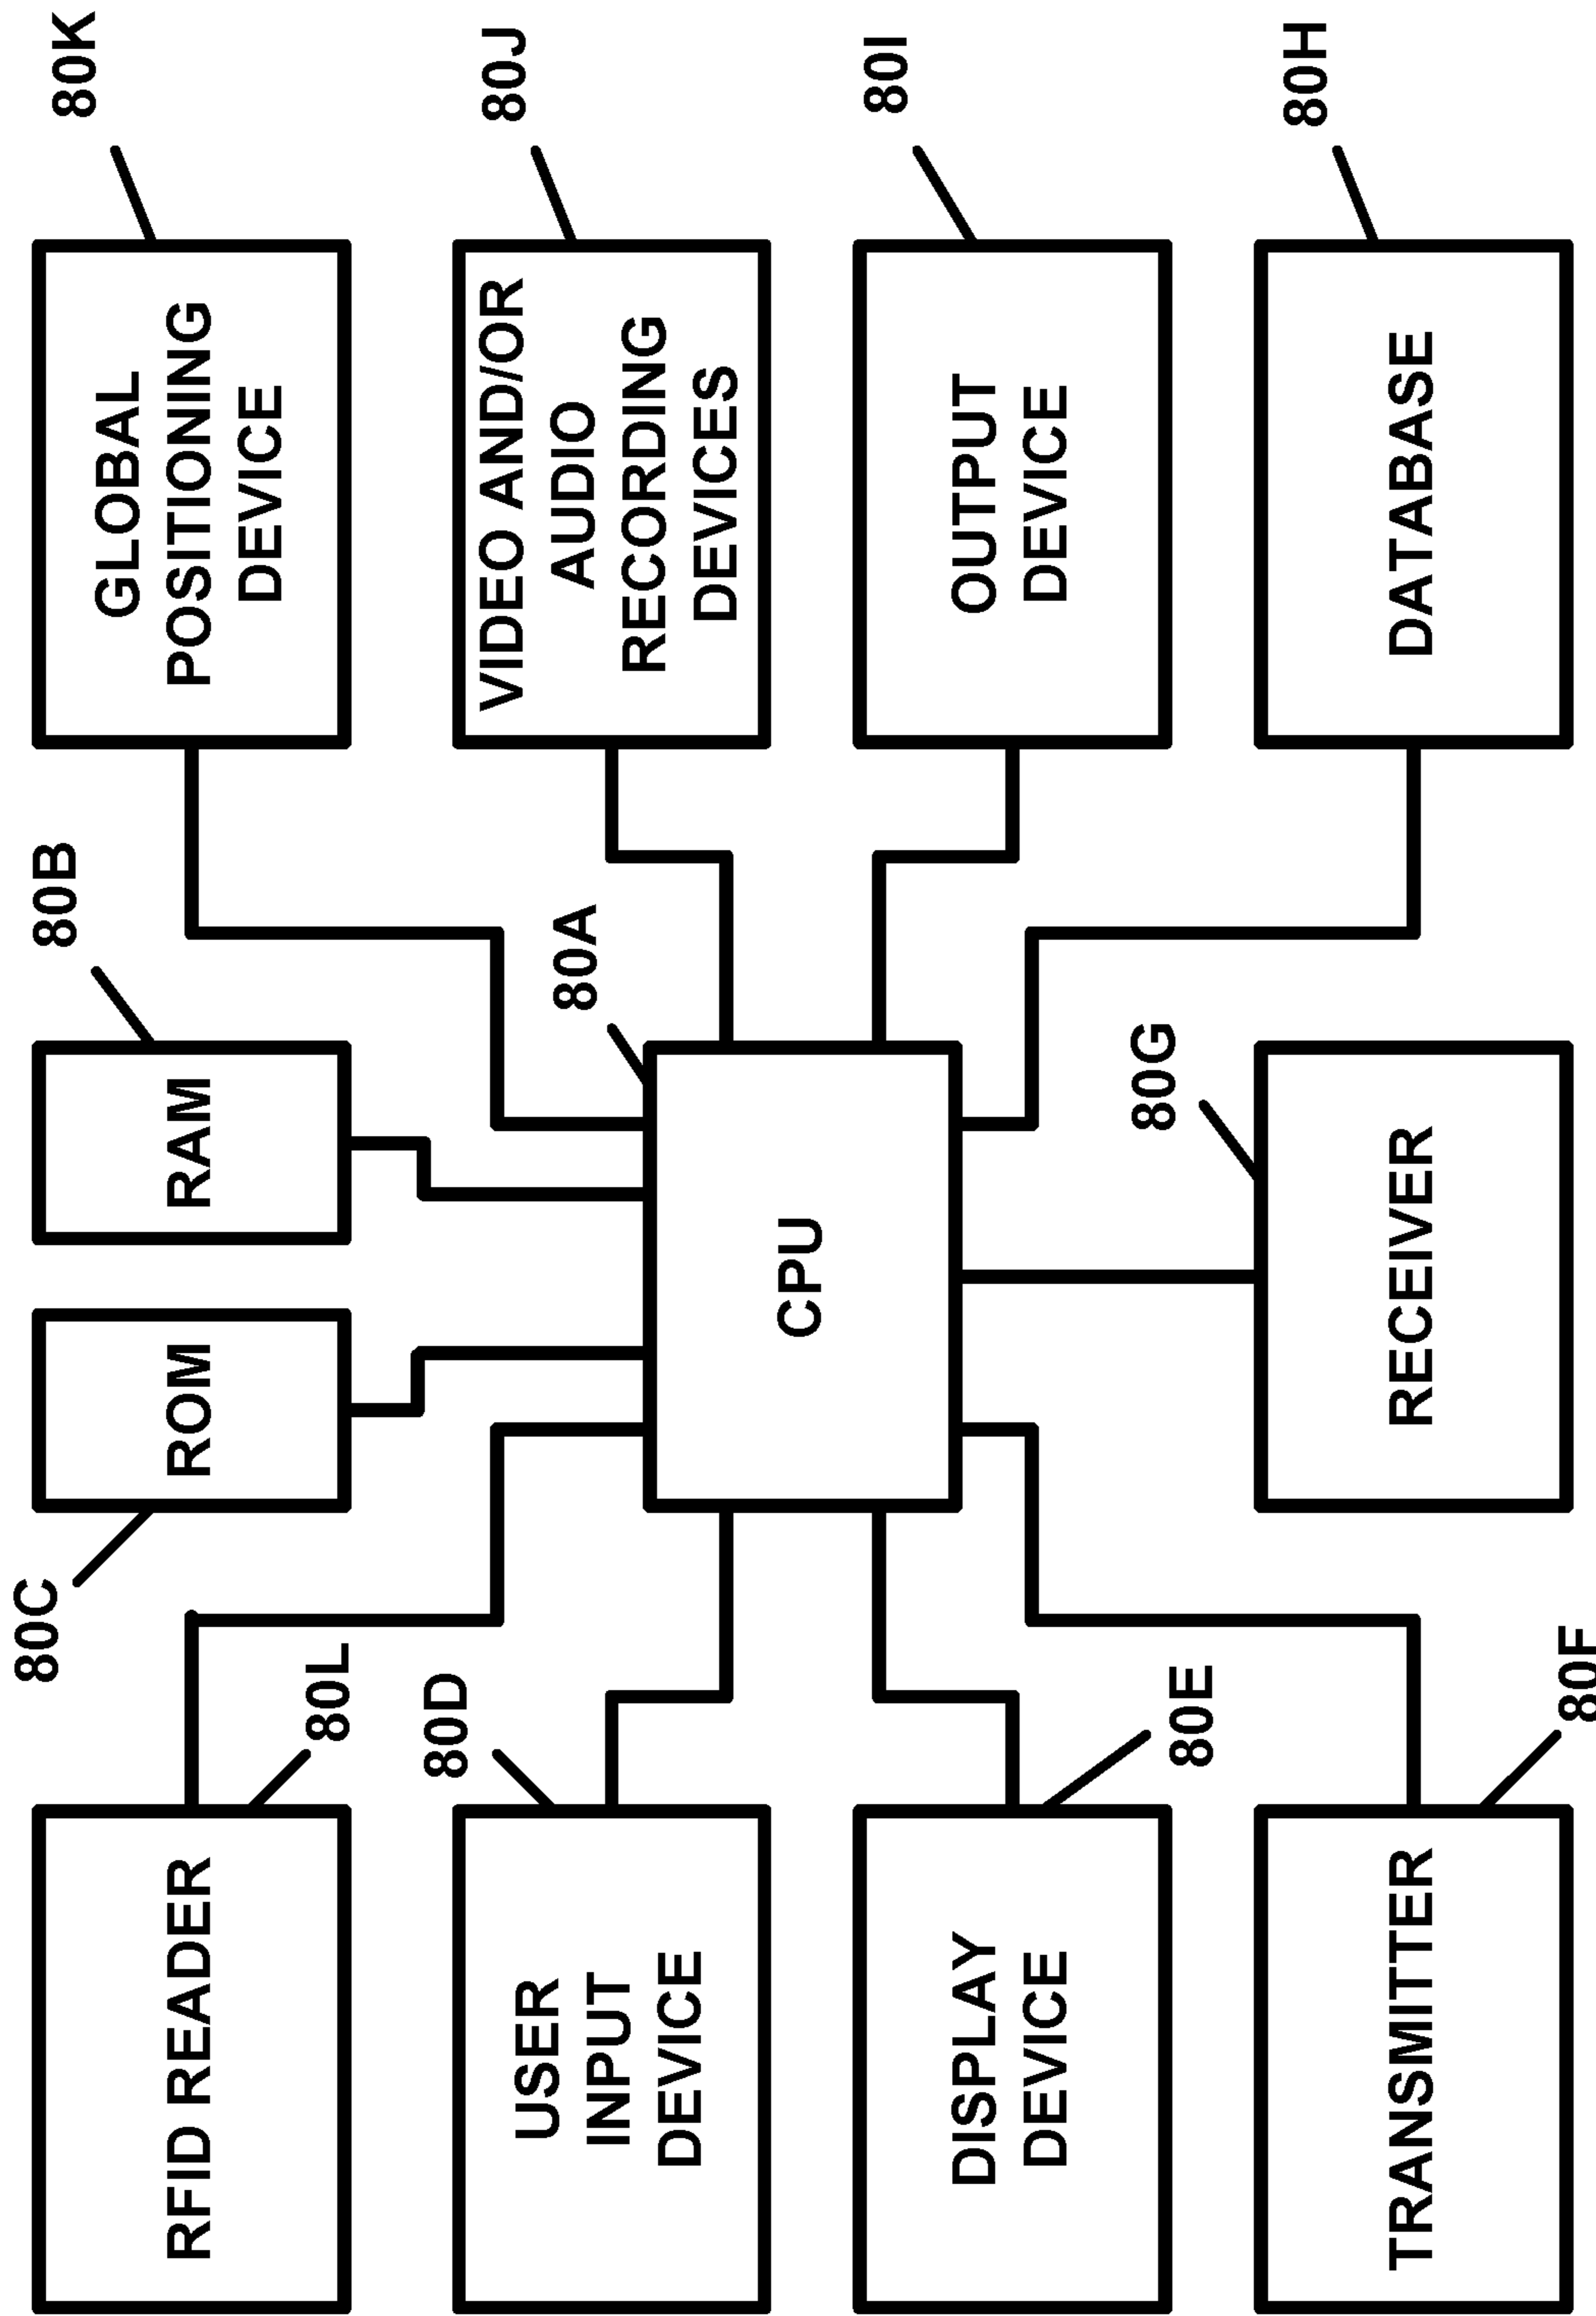 80C
80B
RFID READER
ROM
RAM
GLOBAL
POSITIONING
DEVICE
80K
80L
80D
80A
USER
INPUT
DEVICE
VIDEO AND/OR
AUDIO
RECORDING
DEVICES
80J
CPU
DISPLAY
DEVICE
OUTPUT
DEVICE
80I
80E
80G
TRANSMITTER
RECEIVER
DATABASE
80H
80F